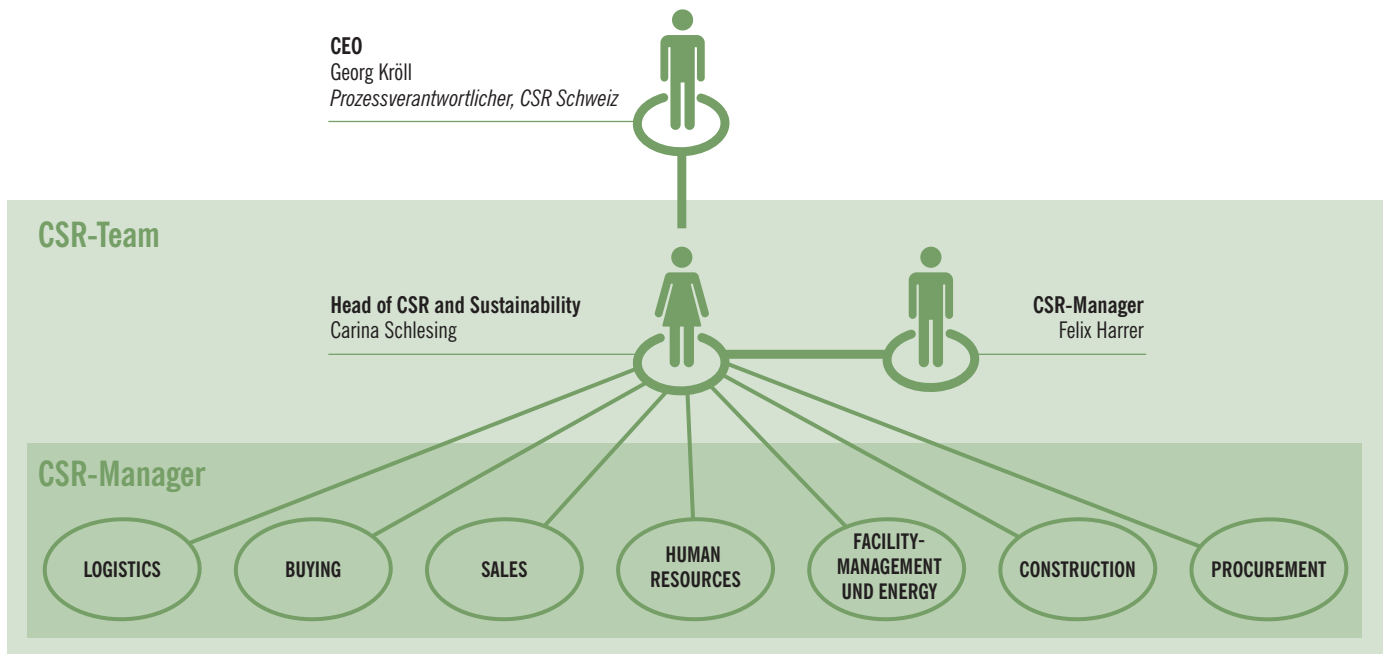 CEO
Georg Kröll
Prozessverantwortlicher, CSR Schweiz
CSR-Team
Head of CSR and Sustainability
Carina Schlesing
CSR-Manager
Felix Harrer
CSR-Manager
LOGISTICS
BUYING
SALES
HUMAN
RESOURCES
FACILITY-
MANAGEMENT
UND ENERGY
CONSTRUCTION
PROCUREMENT